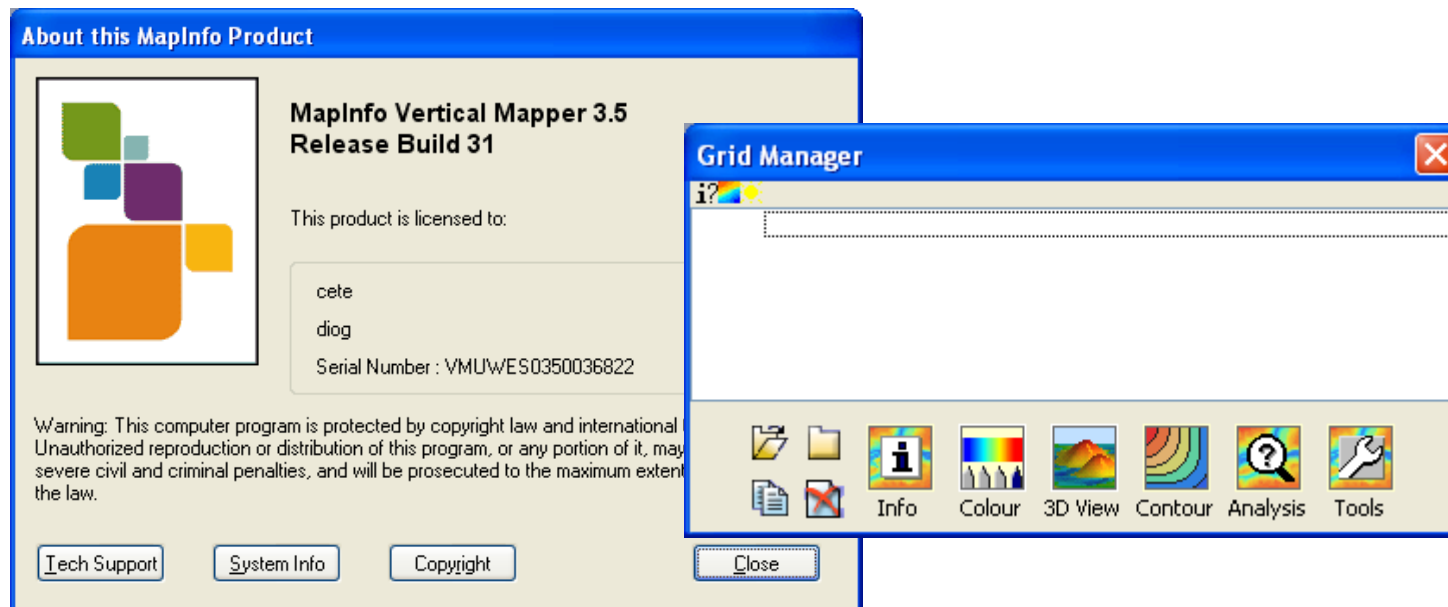 About this MapInfo Product
MapInfo Vertical Mapper 3.5
Release Build 31
This product is licensed to:
cete
diog
Serial Number : VMUWES0350036822
Warning: This computer program is protected by copyright law and international
Unauthorized reproduction or distribution of this program, or any portion of it, may
severe civil and criminal penalties, and will be prosecuted to the maximum extent
the law.
Tech Support
System Info
Copyright
Close
Grid Manager
i?
Info
Colour
3D View
Contour
Analysis
Tools